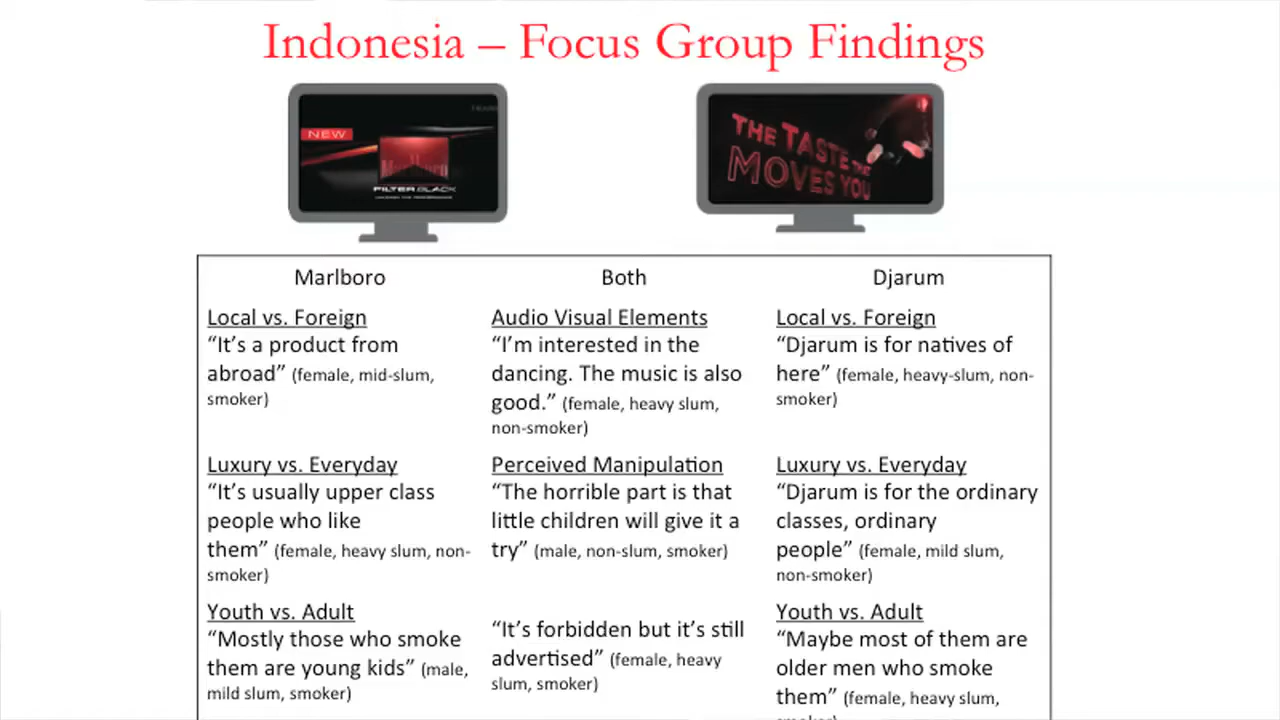 Indonesia – Focus Group Findings
NEW
Marlboro
FILTER BLACK
THE TASTE THAT
MOVES YOU
Marlboro
Both
Djarum
Local vs. Foreign
“It’s a product from
abroad” (female, mid-slum,
smoker)
Audio Visual Elements
“I’m interested in the
dancing. The music is also
good.” (female, heavy slum,
non-smoker)
Local vs. Foreign
“Djarum is for natives of
here” (female, heavy-slum, non-
smoker)
Luxury vs. Everyday
“It’s usually upper class
people who like
them” (female, heavy slum, non-
smoker)
Perceived Manipulation
“The horrible part is that
little children will give it a
try” (male, non-slum, smoker)
Luxury vs. Everyday
“Djarum is for the ordinary
classes, ordinary
people” (female, mild slum,
non-smoker)
Youth vs. Adult
“Mostly those who smoke
them are young kids” (male,
mild slum, smoker)
“It’s forbidden but it’s still
advertised” (female, heavy
slum, smoker)
Youth vs. Adult
“Maybe most of them are
older men who smoke
them” (female, heavy slum,